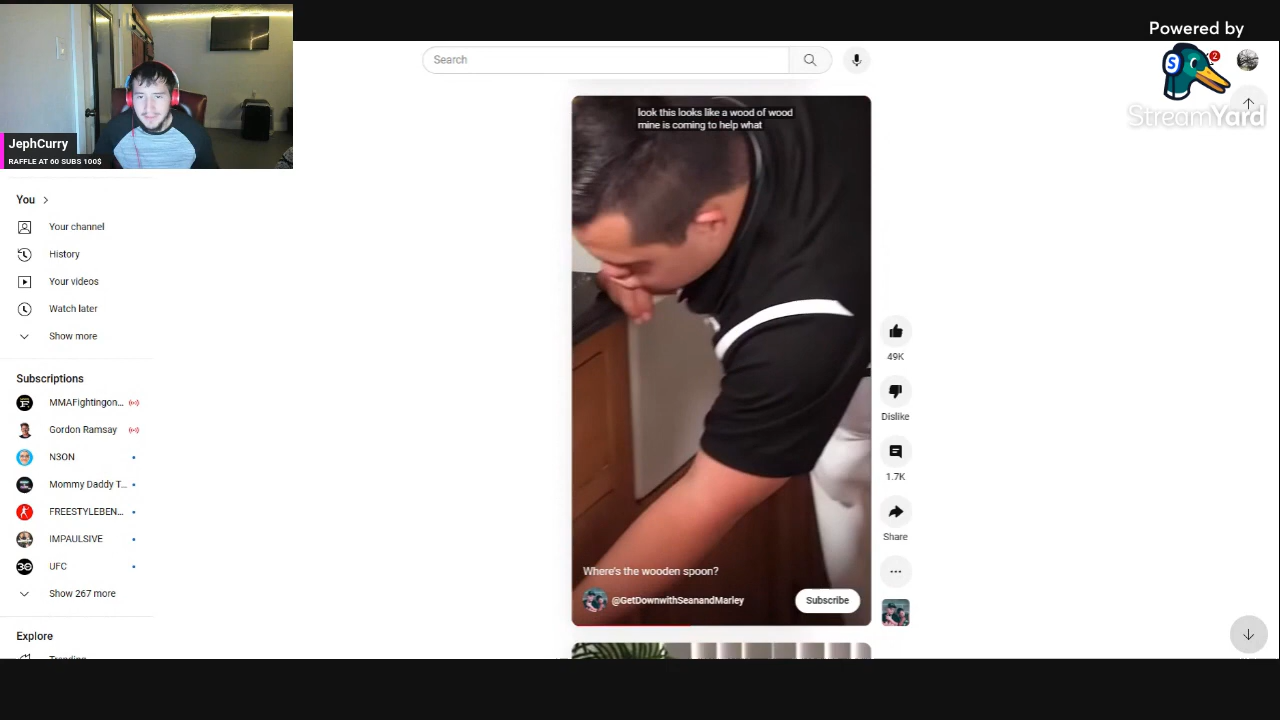 Powered by
StreamYard
S
2
JephCurry
RAFFLE AT 60 SUBS 100$
Search
You
Your channel
History
Your videos
Watch later
Show more
Subscriptions
MMAFightingon...
Gordon Ramsay
N3ON
Mommy Daddy T...
FREESTYLEBEN...
IMPAULSIVE
30
UFC
Show 267 more
Explore
look this looks like a wood of wood
mine is coming to help what
Where's the wooden spoon?
@GetDownwithSeanandMarley
Subscribe
49K
Dislike
1.7K
Share